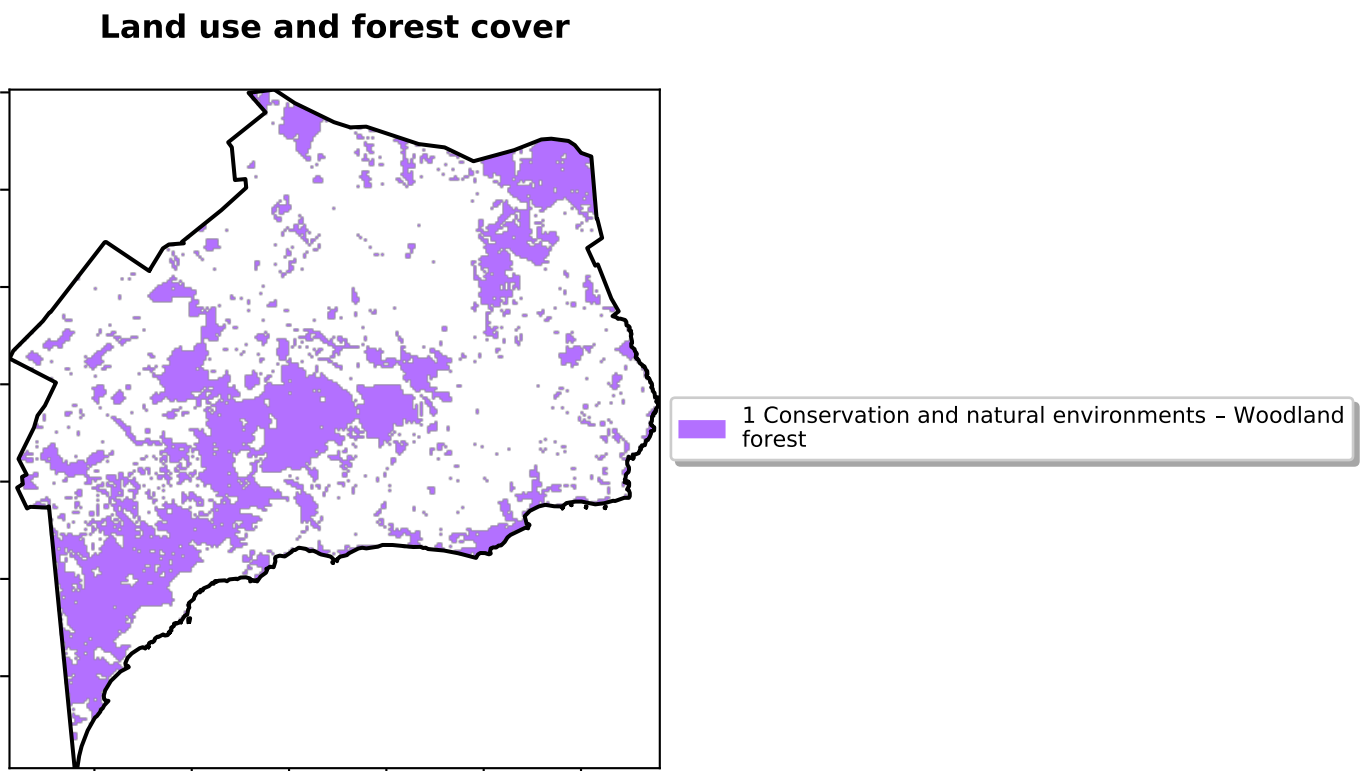 Land use and forest cover
1 Conservation and natural environments – Woodland
forest